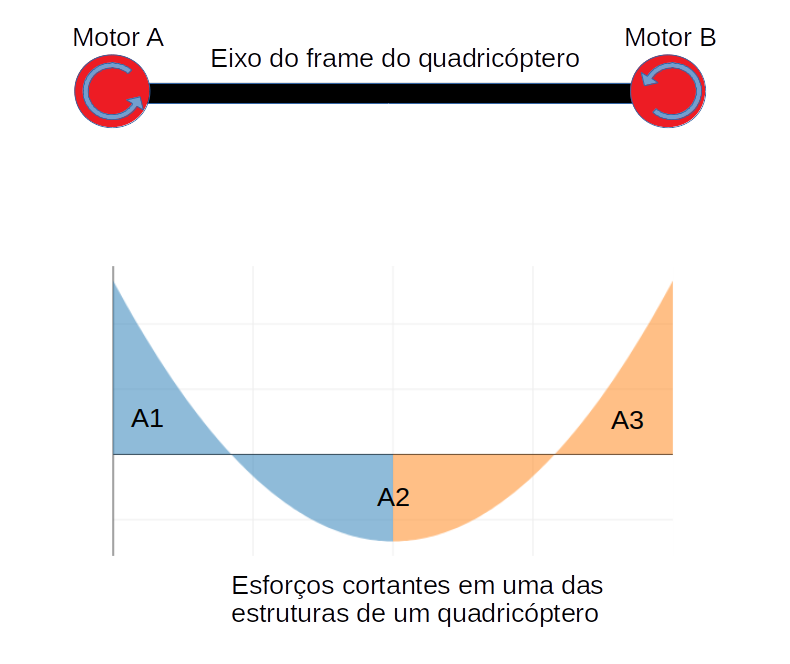 Motor A
Motor B
Eixo do frame do quadricóptero
A1
A3
A2
Esforços cortantes em uma das
estruturas de um quadricóptero